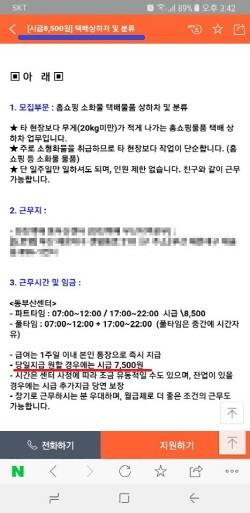 SKT
89% 오후 3:42
[시급8,500원] 택배상하차 및 분류
▣ 아 래 ▣
1. 모집부문 : 홈쇼핑 소화물 택배물품 상하차 및 분류
★ 타 현장보다 무게(20kg미만)가 적게 나가는 홈쇼핑물품 택배 상
하차 업무입니다.
★ 주로 소형화물을 취급하므로 타 현장보다 작업이 단순합니다. (홈
쇼핑 등 소화물 물품)
★ 단 일주일만 일하셔도 되며, 인원 제한 없습니다. 친구와 같이 근무
가능합니다.
2. 근무지 :
3. 근무시간 및 임금 :
<동부산센터>
- 파트타임 : 07:00~12:00 / 17:00~22:00 시급 \8,500
- 풀타임 : 07:00~12:00 + 17:00~22:00 (풀타임은 중간에 시간자
유)
- 급여는 1주일 이내 본인 통장으로 즉시 지급
- 당일지급 원할 경우에는 시급 7,500원
- 시간은 센터 사정에 따라 조금 유동적일 수도 있으며, 잔업이 있을
경우에는 시급 추가지급 당연 보장
- 장기로 근무하시는 분 우대하며, 월급제로 더 좋은 조건의 근무도
가능합니다.
전화하기 지원하기
N